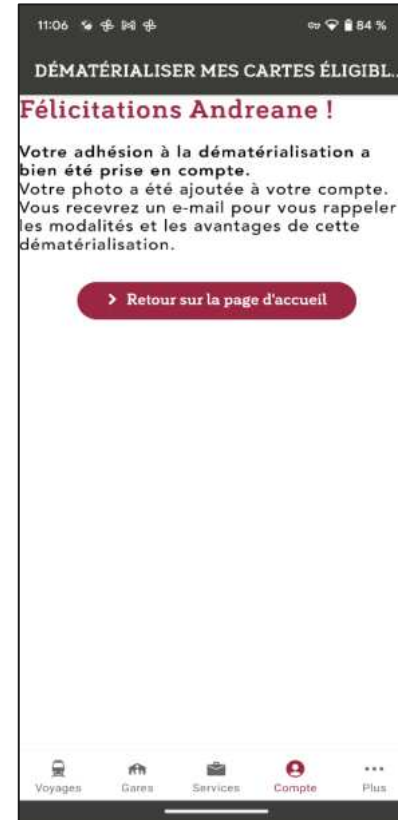 11:06
84 %
DÉMATÉRIALISER MES CARTES ÉLIGIBL..
Félicitations Andreane !
Votre adhésion à la dématérialisation a
bien été prise en compte.
Votre photo a été ajoutée à votre compte.
Vous recevrez un e-mail pour vous rappeler
les modalités et les avantages de cette
dématérialisation.
> Retour sur la page d'accueil
Voyages Gares Services Compte Plus